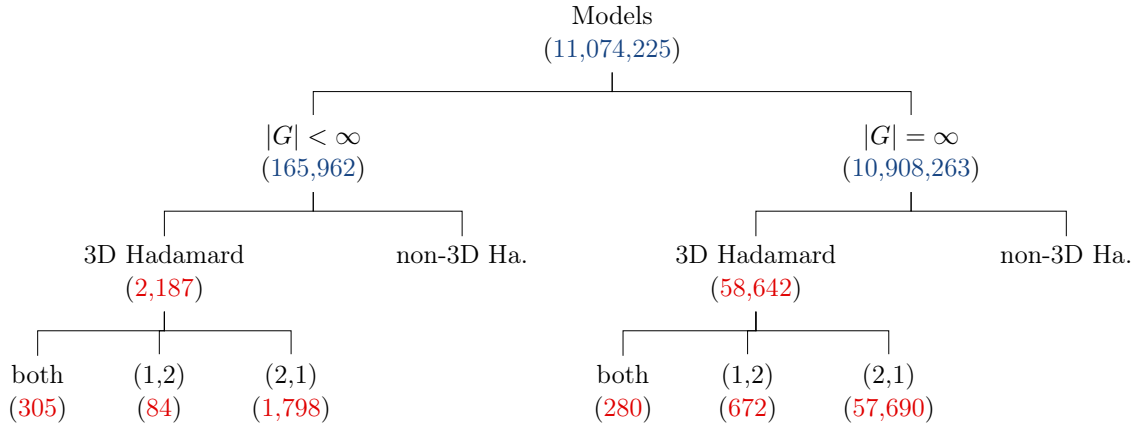 Models
(11,074,225)
|G| < ∞
(165,962)
|G| = ∞
(10,908,263)
3D Hadamard
(2,187)
non-3D Ha.
3D Hadamard
(58,642)
non-3D Ha.
both
(305)
(1,2)
(84)
(2,1)
(1,798)
both
(280)
(1,2)
(672)
(2,1)
(57,690)